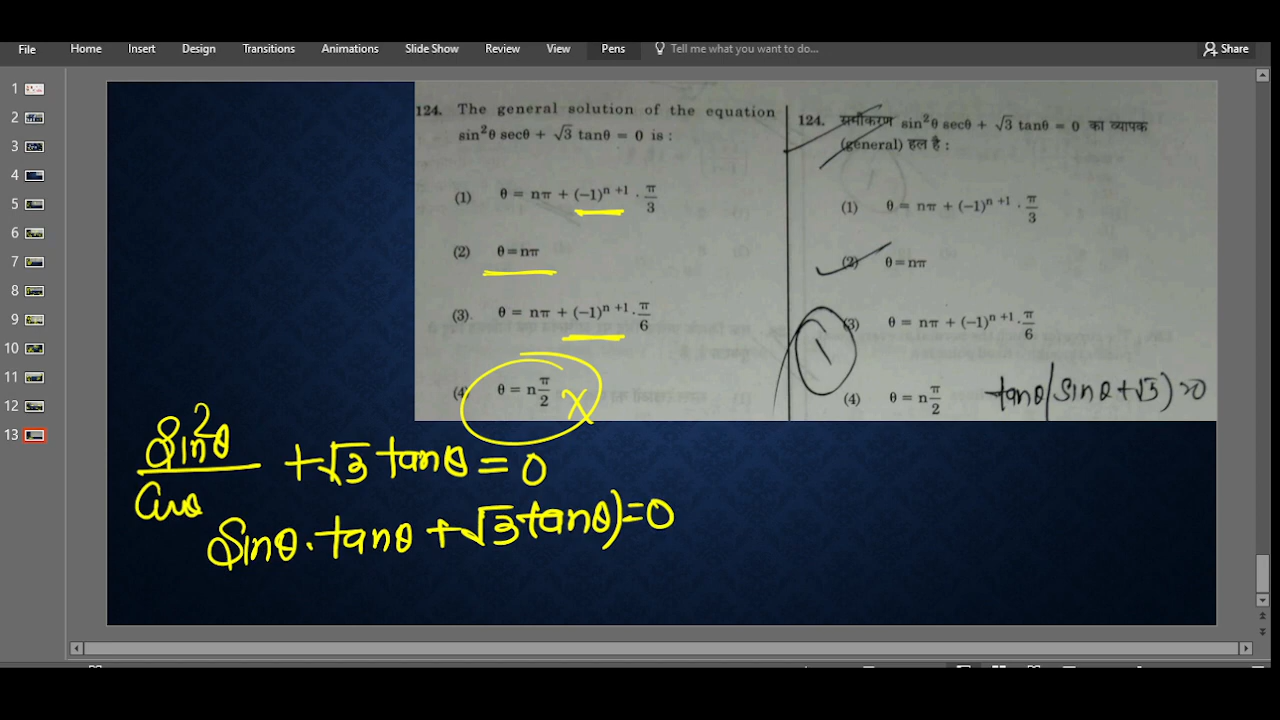 File Home Insert Design Transitions Animations Slide Show Review View Pens Tell me what you want to do... Share
1
2
3
4
5
6
7
8
9
10
11
12
13
124. The general solution of the equation
sin²θ secθ + √3 tanθ = 0 is :
(1) θ = nπ + (−1)ⁿ⁺¹ · π/3
(2) θ = nπ
(3) θ = nπ + (−1)ⁿ⁺¹ · π/6
(4) θ = n π/2
x
124. समीकरण sin²θ secθ + √3 tanθ = 0 का व्यापक
(general) हल है :
(1) θ = nπ + (−1)ⁿ⁺¹ · π/3
(2) θ = nπ
(3) θ = nπ + (−1)ⁿ⁺¹ · π/6
(4) θ = n π/2
tanθ(sinθ+√3)=0
sin²θ/cosθ + √3 tanθ = 0
sinθ · tanθ + √3 tanθ) = 0